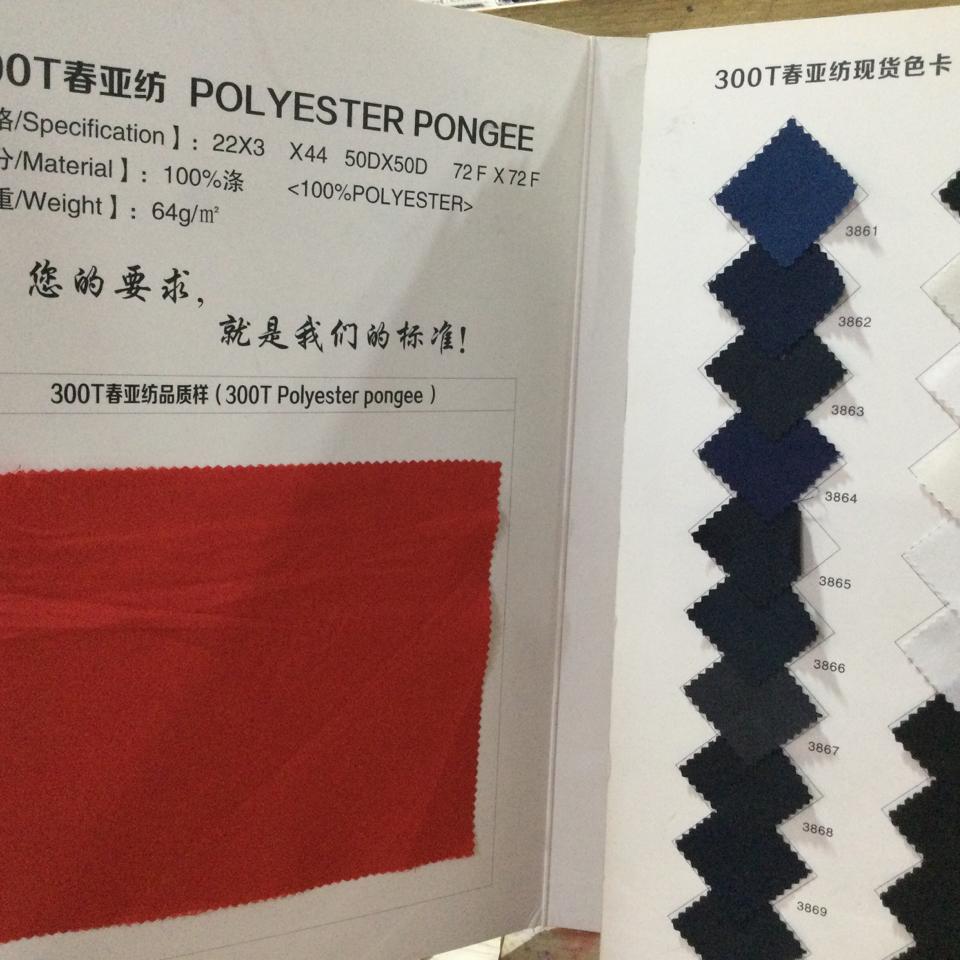 00T春亚纺 POLYESTER PONGEE
格/Specification】: 22X3 X44 50DX50D 72F X 72F
分/Material】: 100%涤 <100%POLYESTER>
重/Weight】: 64g/㎡
您的要求,
就是我们的标准!
300T春亚纺品质样 ( 300T Polyester pongee )
300T春亚纺现货色卡
3861
3862
3863
3864
3865
3866
3867
3868
3869